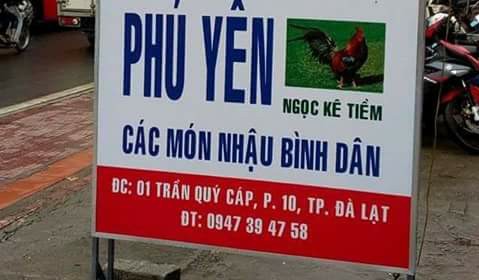 PHÚ YÊN
NGỌC KÊ TIỀM
CÁC MÓN NHẬU BÌNH DÂN
ĐC: 01 TRẦN QUÝ CÁP, P. 10, TP. ĐÀ LẠT
ĐT: 0947 39 47 58